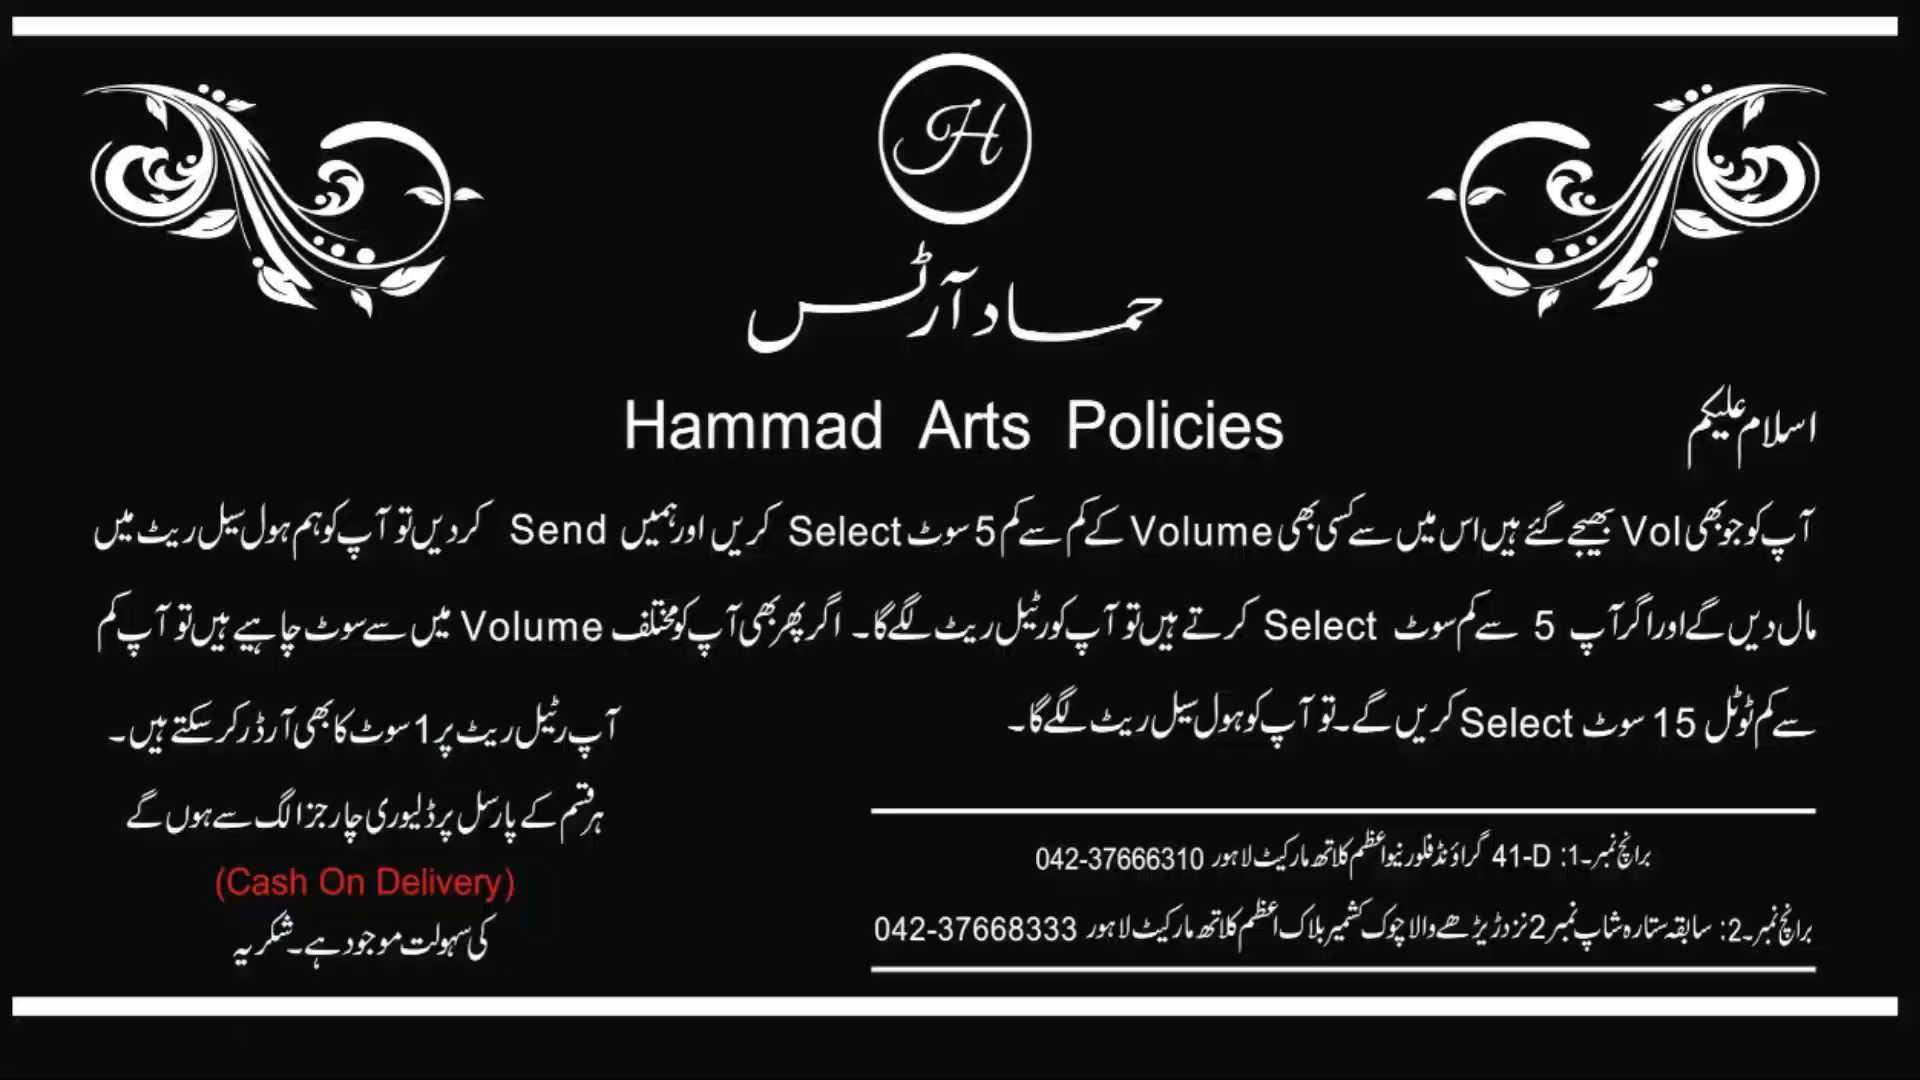 H
حماد آرٹس
Hammad Arts Policies
اسلام علیکم
آپ کو جو بھی Vol بھیجے گئے ہیں اس میں سے کسی بھی Volume کے کم سے کم 5 سوٹ Select کریں اور ہمیں Send کر دیں تو آپ کو ہم ہول سیل ریٹ میں
مال دیں گے اور اگر آپ 5 سے کم سوٹ Select کرتے ہیں تو آپ کو رٹیل ریٹ لگے گا۔ اگر پھر بھی آپ کو مختلف Volume میں سے سوٹ چاہیے ہیں تو آپ کم
سے کم ٹوٹل 15 سوٹ Select کریں گے۔ تو آپ کو ہول سیل ریٹ لگے گا۔
آپ رٹیل ریٹ پر 1 سوٹ کا بھی آرڈر کر سکتے ہیں۔
ہر قسم کے پارسل پر ڈلیوری چارجز الگ سے ہوں گے
(Cash On Delivery)
کی سہولت موجود ہے۔ شکریہ
برانچ نمبر۔1: 41-D گراؤنڈ فلور نیو اعظم کلاتھ مارکیٹ لاہور 042-37666310
برانچ نمبر۔2: سابقہ ستارہ شاپ نمبر 2 نزد ڑیڑھے والا چوک کشمیر بلاک اعظم کلاتھ مارکیٹ لاہور 042-37668333